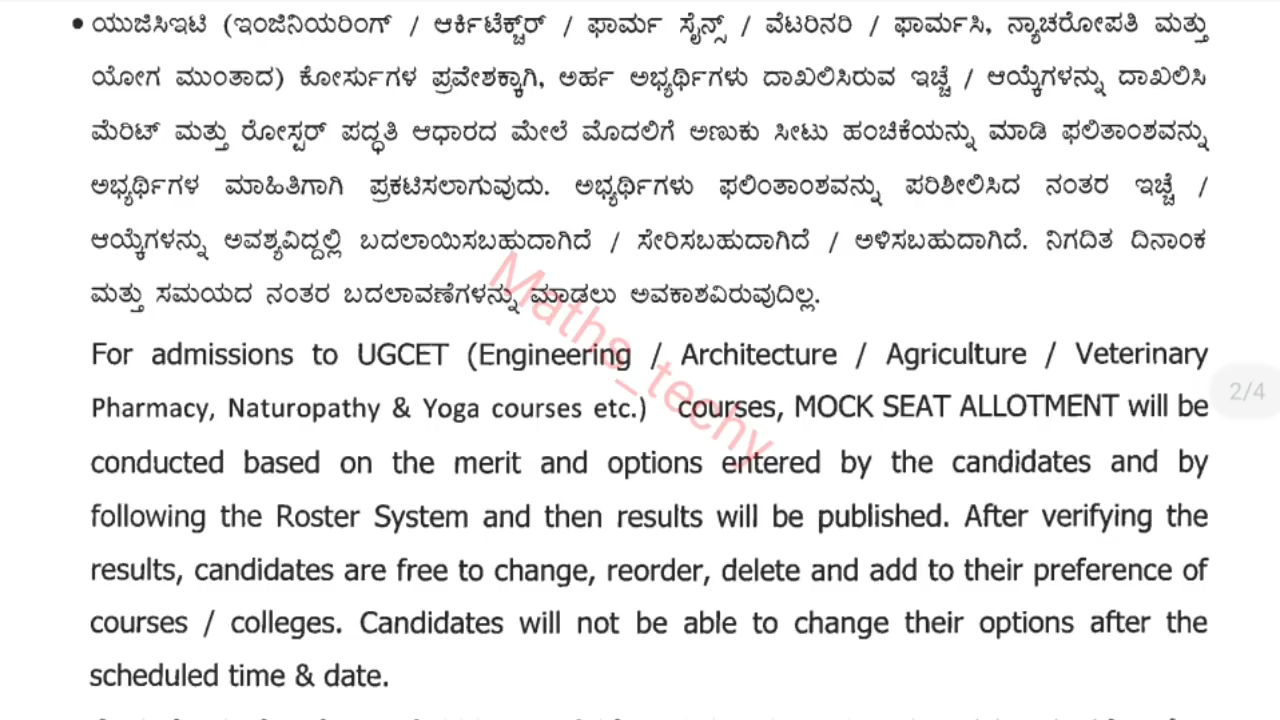 • ಯುಜಿಸಿಇಟಿ (ಇಂಜಿನಿಯರಿಂಗ್ / ಆರ್ಕಿಟೆಕ್ಚರ್ / ಫಾರ್ಮ ಸೈನ್ಸ್ / ವೆಟರಿನರಿ / ಫಾರ್ಮಸಿ, ನ್ಯಾಚರೋಪತಿ ಮತ್ತು
ಯೋಗ ಮುಂತಾದ) ಕೋರ್ಸುಗಳ ಪ್ರವೇಶಕ್ಕಾಗಿ, ಅರ್ಹ ಅಭ್ಯರ್ಥಿಗಳು ದಾಖಲಿಸಿರುವ ಇಚ್ಚೆ / ಆಯ್ಕೆಗಳನ್ನು ದಾಖಲಿಸಿ
ಮೆರಿಟ್ ಮತ್ತು ರೋಸ್ಟರ್ ಪದ್ಧತಿ ಆಧಾರದ ಮೇಲೆ ಮೊದಲಿಗೆ ಅಣುಕು ಸೀಟು ಹಂಚಿಕೆಯನ್ನು ಮಾಡಿ ಫಲಿತಾಂಶವನ್ನು
ಅಭ್ಯರ್ಥಿಗಳ ಮಾಹಿತಿಗಾಗಿ ಪ್ರಕಟಿಸಲಾಗುವುದು. ಅಭ್ಯರ್ಥಿಗಳು ಫಲಿಂತಾಂಶವನ್ನು ಪರಿಶೀಲಿಸಿದ ನಂತರ ಇಚ್ಚೆ /
ಆಯ್ಕೆಗಳನ್ನು ಅವಶ್ಯವಿದ್ದಲ್ಲಿ ಬದಲಾಯಿಸಬಹುದಾಗಿದೆ / ಸೇರಿಸಬಹುದಾಗಿದೆ / ಅಳಿಸಬಹುದಾಗಿದೆ. ನಿಗದಿತ ದಿನಾಂಕ
ಮತ್ತು ಸಮಯದ ನಂತರ ಬದಲಾವಣೆಗಳನ್ನು ಮಾಡಲು ಅವಕಾಶವಿರುವುದಿಲ್ಲ.
For admissions to UGCET (Engineering / Architecture / Agriculture / Veterinary
Pharmacy, Naturopathy & Yoga courses etc.) courses, MOCK SEAT ALLOTMENT will be
conducted based on the merit and options entered by the candidates and by
following the Roster System and then results will be published. After verifying the
results, candidates are free to change, reorder, delete and add to their preference of
courses / colleges. Candidates will not be able to change their options after the
scheduled time & date.
Maths_techy
2/4